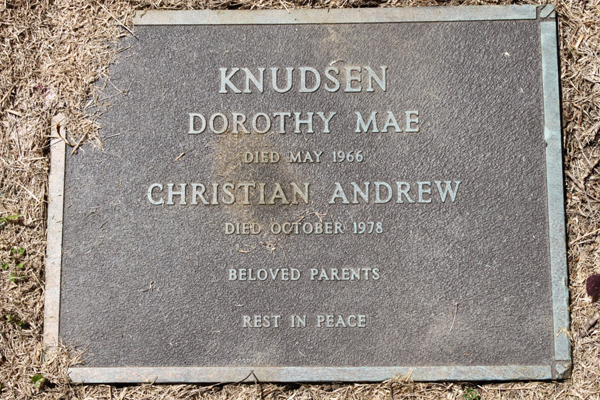 KNUDSEN
DOROTHY MAE
DIED MAY 1966
CHRISTIAN ANDREW
DIED OCTOBER 1978
BELOVED PARENTS
REST IN PEACE